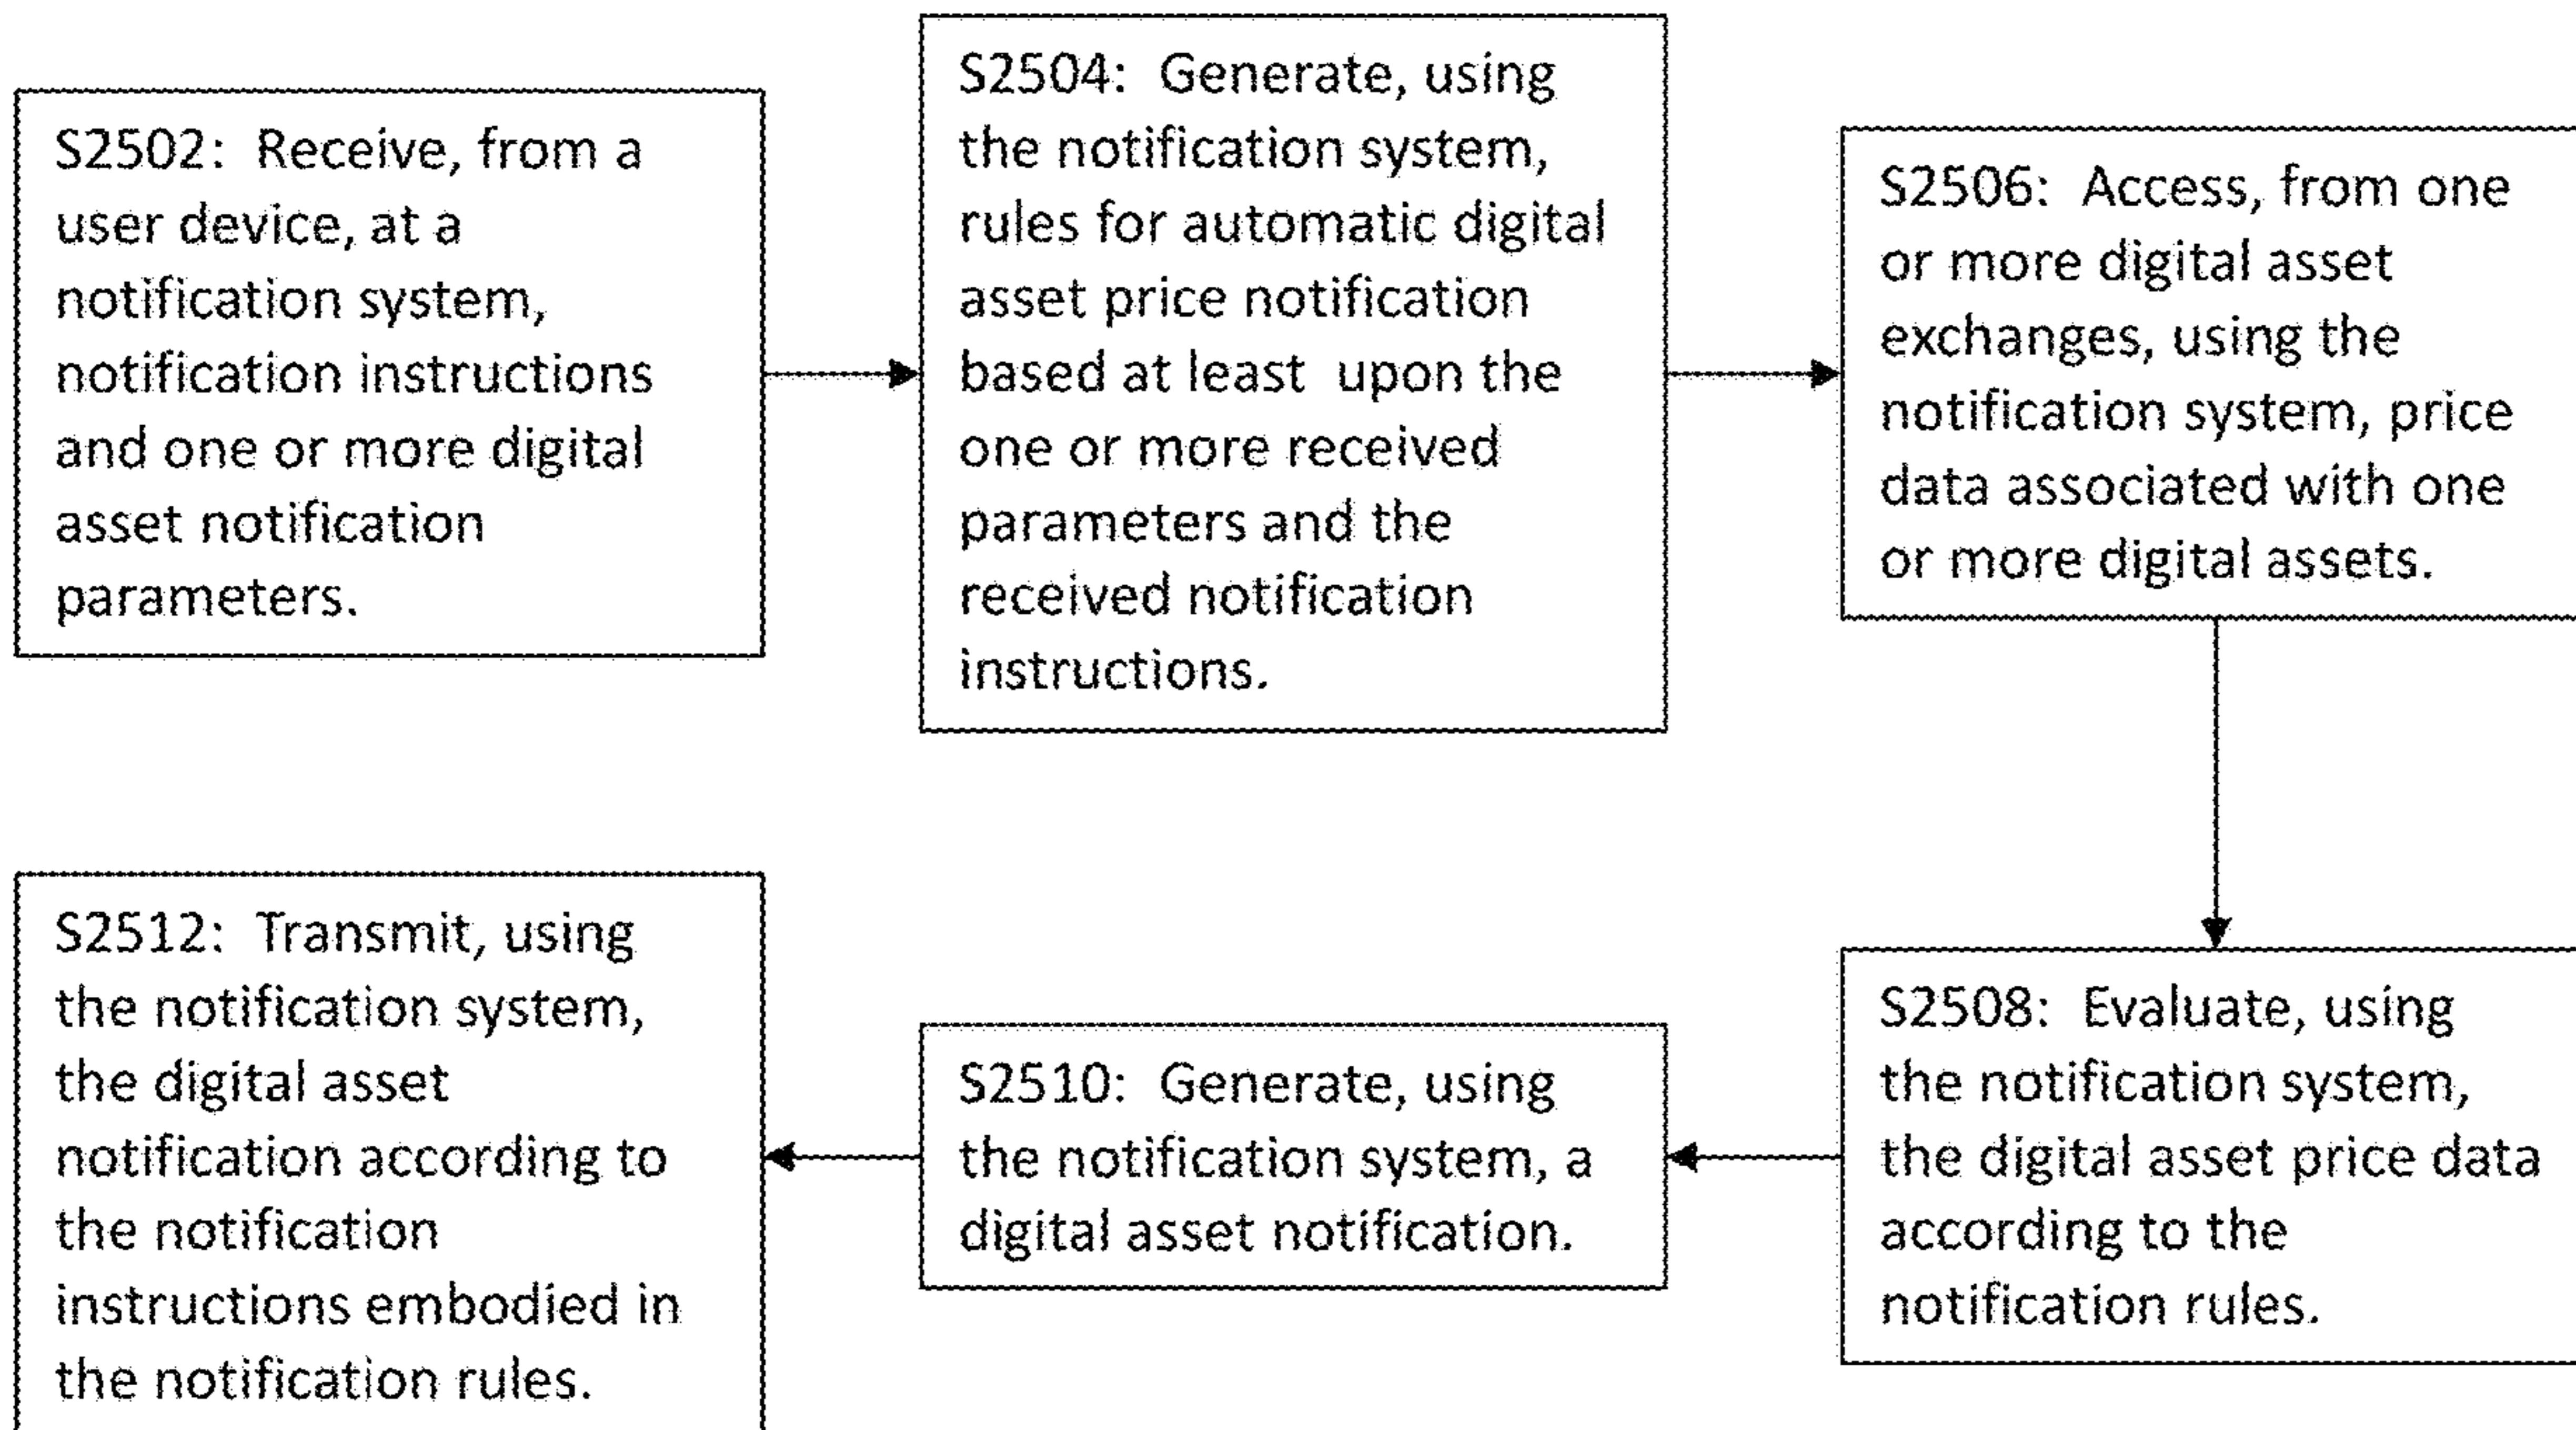 S2502: Receive, from a
user device, at a
notification system,
notification instructions
and one or more digital
asset notification
parameters.
S2504: Generate, using
the notification system,
rules for automatic digital
asset price notification
based at least upon the
one or more received
parameters and the
received notification
instructions.
S2506: Access, from one
or more digital asset
exchanges, using the
notification system, price
data associated with one
or more digital assets.
S2508: Evaluate, using
the notification system,
the digital asset price data
according to the
notification rules.
S2510: Generate, using
the notification system, a
digital asset notification.
S2512: Transmit, using
the notification system,
the digital asset
notification according to
the notification
instructions embodied in
the notification rules.